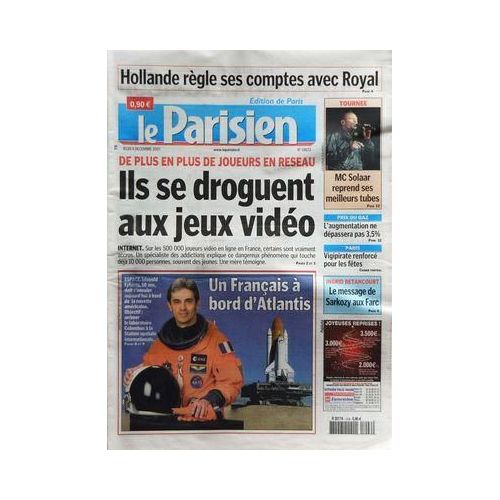 Hollande règle ses comptes avec Royal
0,90 €
Edition de Paris
le Parisien
JEUDI 6 DECEMBRE 2007
www.leparisien.fr
DE PLUS EN PLUS DE JOUEURS EN RESEAU
Ils se droguent
aux jeux vidéo
INTERNET. Sur les 500 000 joueurs vidéo en ligne en France, certains sont vraiment
accros. Un spécialiste des addictions explique ce dangereux phénomène qui touche
déjà 10 000 personnes, souvent des jeunes. Une mère témoigne.
ESPACE. Léopold
Eyharts, 50 ans,
doit s'envoler
aujourd'hui à bord
de la navette
américaine.
Objectif :
arrimer
le laboratoire
Columbus à la
Station spatiale
internationale.
Un Français à
bord d'Atlantis
TOURNEE
MC Solaar
reprend ses
meilleurs tubes
PRIX DU GAZ
L'augmentation ne
dépassera pas 3,5%
PARIS
Vigipirate renforcé
pour les fêtes
INGRID BETANCOURT
Le message de
Sarkozy aux Farc
JOYEUSES REPRISES !
3.500€
3.000€
2.000€